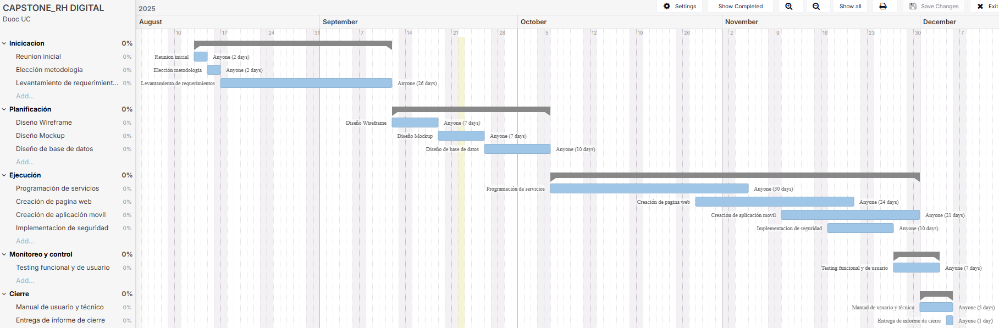 CAPSTONE_RH DIGITAL
Duoc UC
2025
Settings
Show Completed
Show all
Save Changes
Exit
August
September
October
November
December
10 17 24 31 7 14 21 28 5 12 19 26 2 9 16 23 30 7
Inicicacion 0%
Reunion inicial 0% Reunion inicial Anyone (2 days)
Elección metodologia 0% Elección metodologia Anyone (2 days)
Levantamiento de requerimient... 0% Levantamiento de requerimientos Anyone (26 days)
Add...
Planificación 0%
Diseño Wireframe 0% Diseño Wireframe Anyone (7 days)
Diseño Mockup 0% Diseño Mockup Anyone (7 days)
Diseño de base de datos 0% Diseño de base de datos Anyone (10 days)
Add...
Ejecución 0%
Programación de servicios 0% Programación de servicios Anyone (30 days)
Creación de pagina web 0% Creación de pagina web Anyone (24 days)
Creación de aplicación movil 0% Creación de aplicación movil Anyone (21 days)
Implementacion de seguridad 0% Implementacion de seguridad Anyone (10 days)
Add...
Monitoreo y control 0%
Testing funcional y de usuario 0% Testing funcional y de usuario Anyone (7 days)
Add...
Cierre 0%
Manual de usuario y técnico 0% Manual de usuario y técnico Anyone (5 days)
Entrega de informe de cierre 0% Entrega de informe de cierre Anyone (1 day)